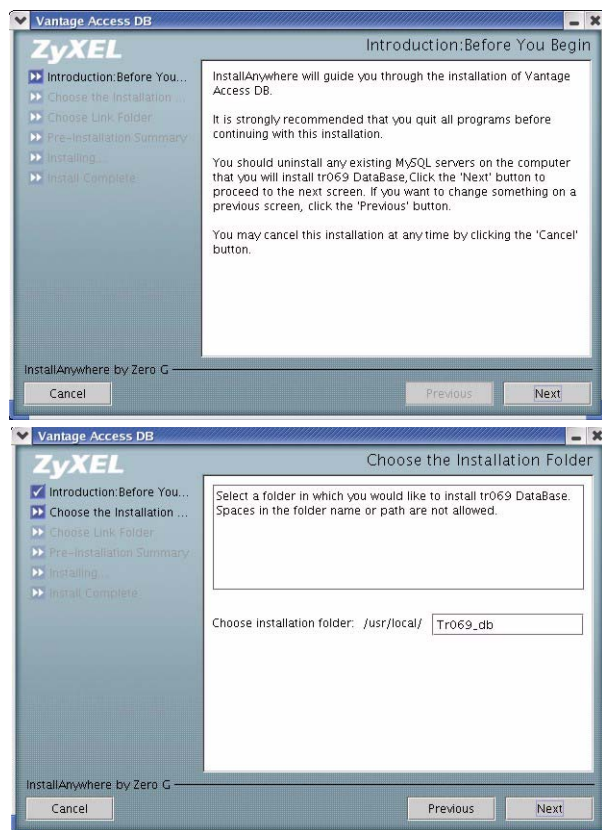 Vantage Access DB
ZyXEL
Introduction:Before You Begin
Introduction:Before You...
Choose the Installation ...
Choose Link Folder
Pre-Installation Summary
Installing...
Install Complete
InstallAnywhere will guide you through the installation of Vantage
Access DB.
It is strongly recommended that you quit all programs before
continuing with this installation.
You should uninstall any existing MySQL servers on the computer
that you will install tr069 DataBase,Click the 'Next' button to
proceed to the next screen. If you want to change something on a
previous screen, click the 'Previous' button.
You may cancel this installation at any time by clicking the 'Cancel'
button.
InstallAnywhere by Zero G
Cancel
Previous
Next
Vantage Access DB
ZyXEL
Choose the Installation Folder
Introduction:Before You...
Choose the Installation ...
Choose Link Folder
Pre-Installation Summary
Installing...
Install Complete
Select a folder in which you would like to install tr069 DataBase.
Spaces in the folder name or path are not allowed.
Choose installation folder: /usr/local/ Tr069_db
InstallAnywhere by Zero G
Cancel
Previous
Next